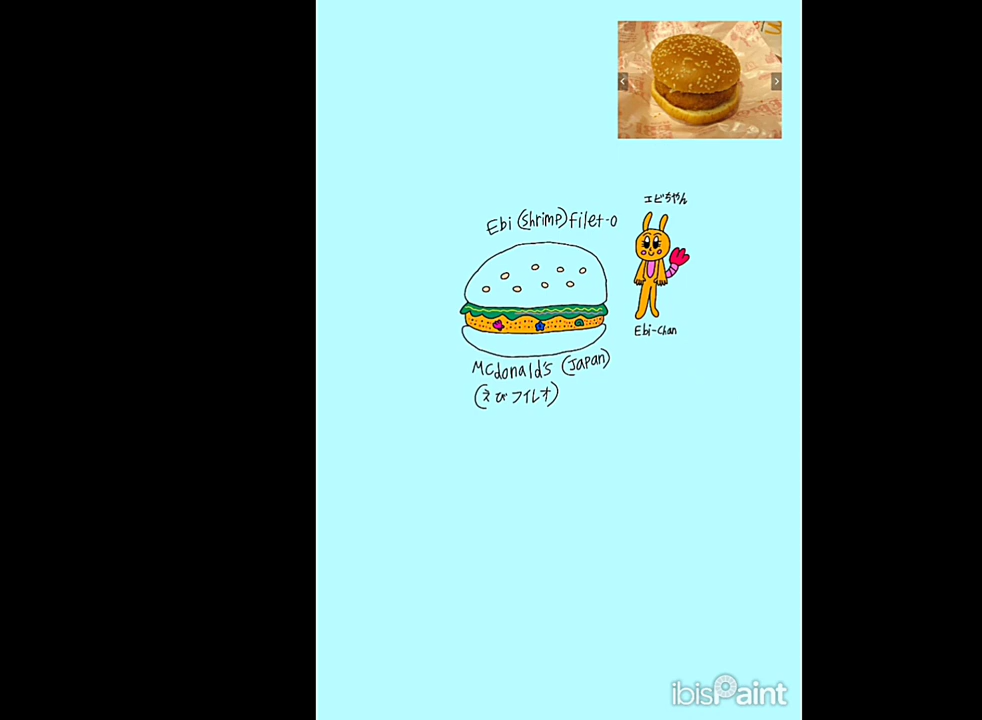 エビちゃん
Ebi (shrimp) filet-o
Ebi-chan
McDonald's (Japan)
(えびフィレオ)
ibisPaint